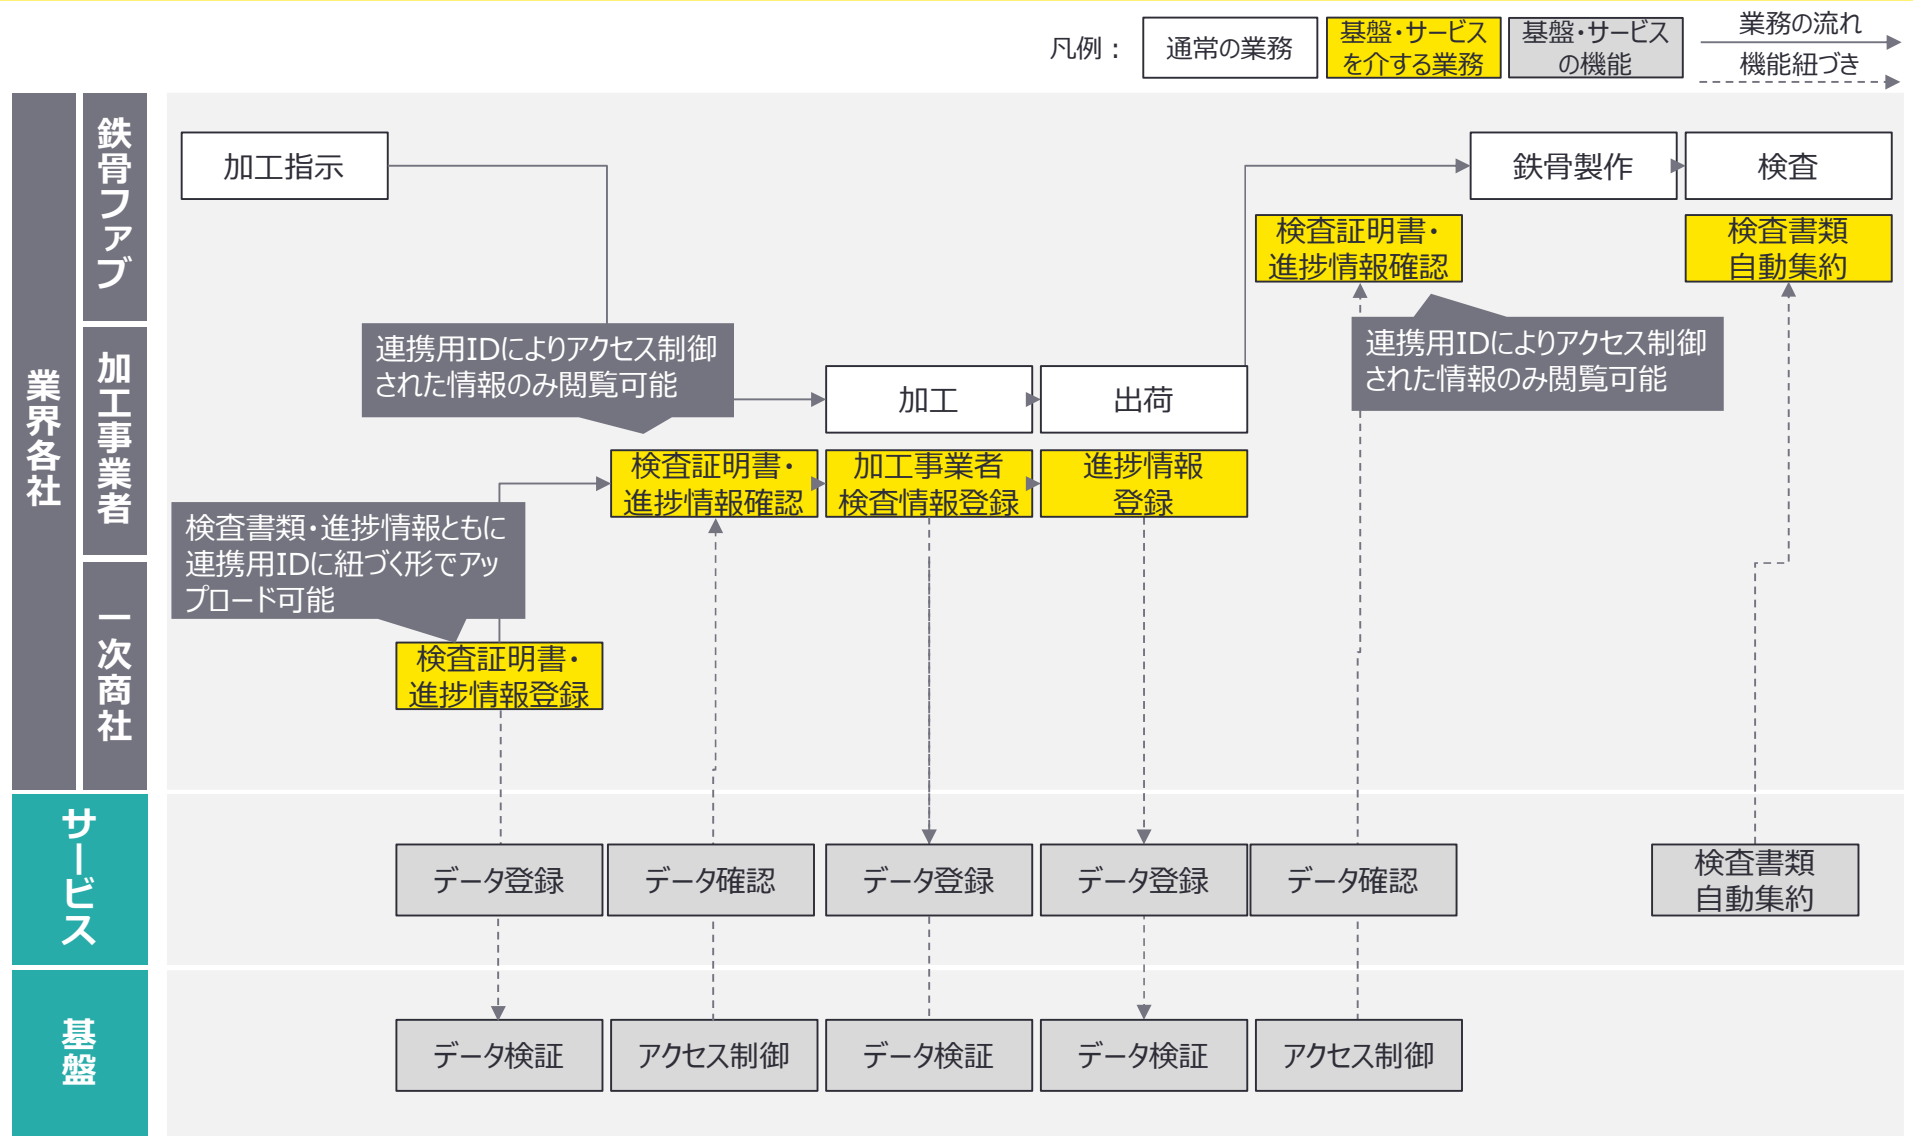 凡例：
通常の業務
基盤・サービス
を介する業務
基盤・サービス
の機能
業務の流れ
機能紐づき
業界各社
鉄骨ファブ
加工指示
鉄骨製作
検査
検査証明書・
進捗情報確認
検査書類
自動集約
連携用IDによりアクセス制御
された情報のみ閲覧可能
連携用IDによりアクセス制御
された情報のみ閲覧可能
加工事業者
加工
出荷
検査証明書・
進捗情報確認
加工事業者
検査情報登録
進捗情報
登録
検査書類・進捗情報ともに
連携用IDに紐づく形でアッ
プロード可能
一次商社
検査証明書・
進捗情報登録
サービス
データ登録
データ確認
データ登録
データ登録
データ確認
検査書類
自動集約
基盤
データ検証
アクセス制御
データ検証
データ検証
アクセス制御